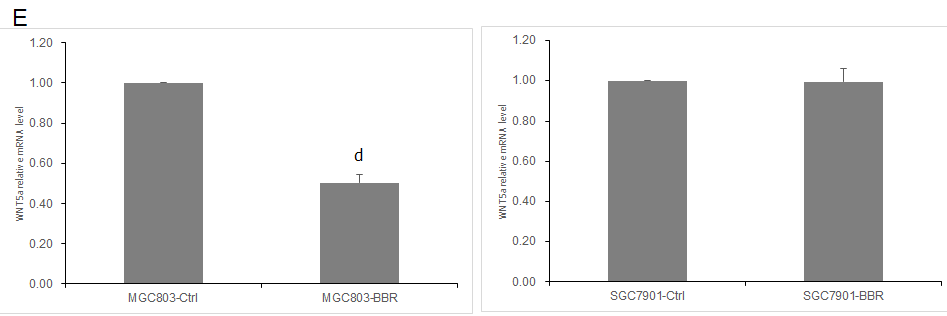 E
WNT5a relative mRNA level
1.20
1.00
0.80
0.60
0.40
0.20
0.00
d
MGC803-Ctrl
MGC803-BBR
WNT5a relative mRNA level
1.20
1.00
0.80
0.60
0.40
0.20
0.00
SGC7901-Ctrl
SGC7901-BBR